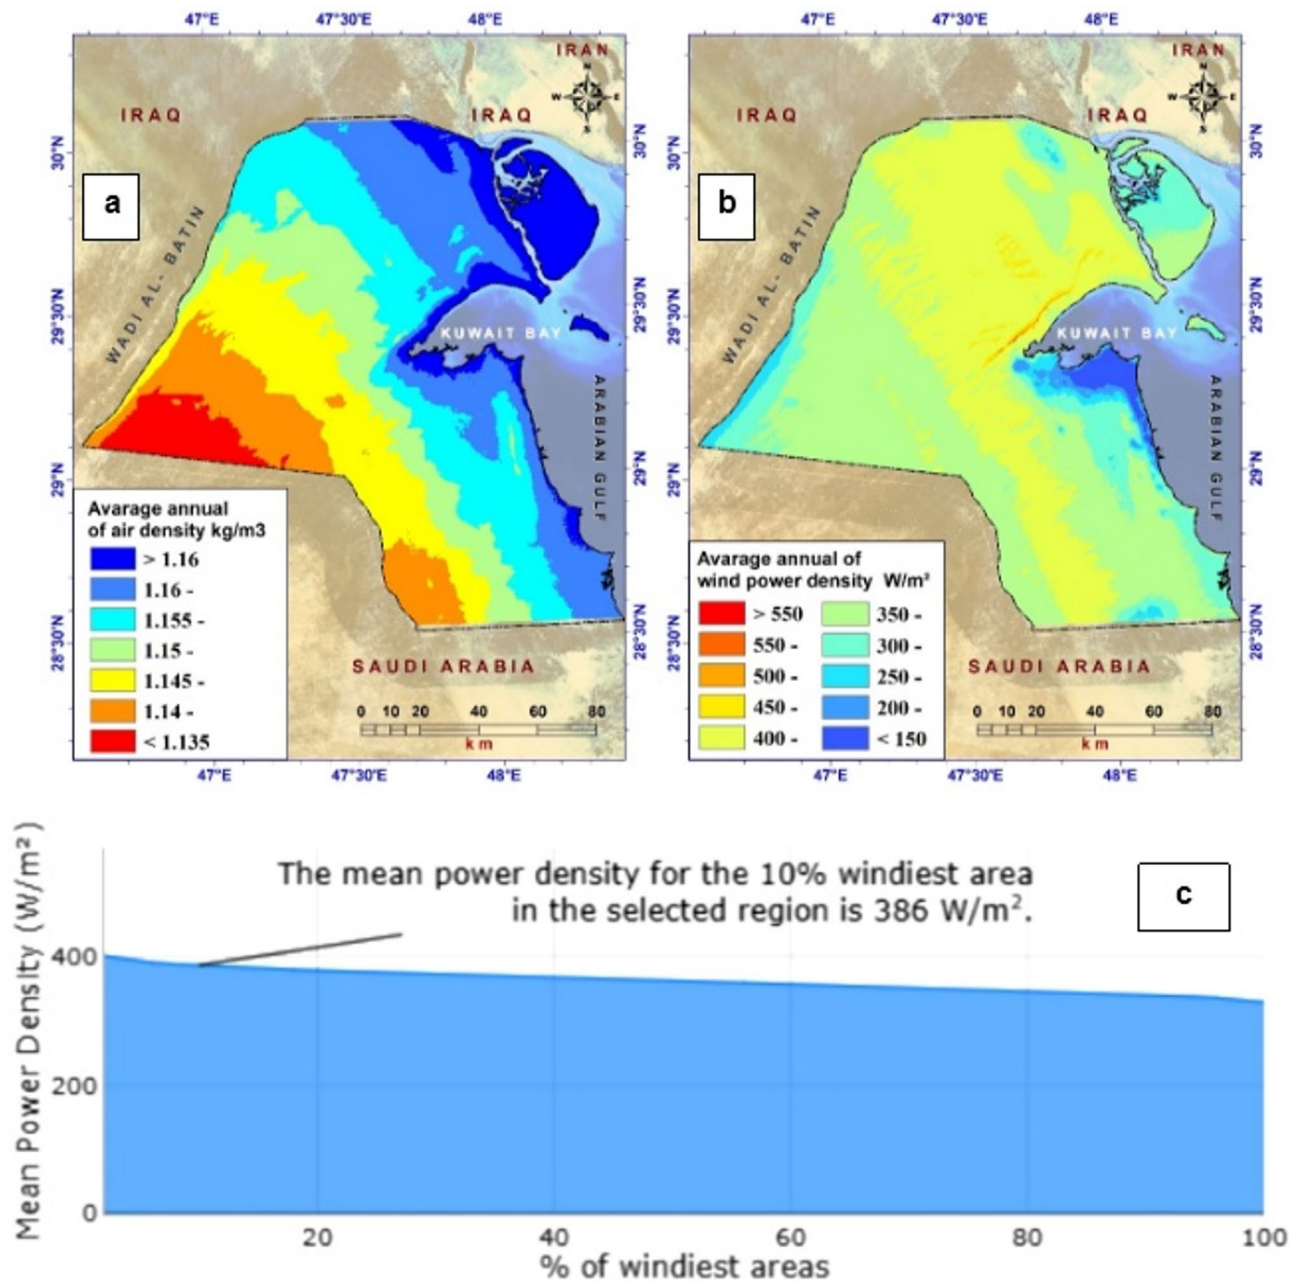 47°E 47°30'E 48°E
47°E 47°30'E 48°E
IRAN
N
W E
S
IRAQ
IRAQ
30°N
30°N
a
WADI AL- BATIN
29°30'N
29°30'N
KUWAIT BAY
ARABIAN GULF
29°N
29°N
Avarage annual
of air density kg/m3
> 1.16
1.16 -
1.155 -
1.15 -
1.145 -
1.14 -
< 1.135
28°30'N
28°30'N
SAUDI ARABIA
0 10 20 40 60 80
km
47°E 47°30'E 48°E
IRAN
N
W E
S
IRAQ
IRAQ
30°N
b
WADI AL- BATIN
29°30'N
KUWAIT BAY
ARABIAN GULF
29°N
Avarage annual of
wind power density W/m²
> 550 350 -
550 - 300 -
500 - 250 -
450 - 200 -
400 - < 150
28°30'N
SAUDI ARABIA
0 10 20 40 60 80
km
47°E 47°30'E 48°E
The mean power density for the 10% windiest area
in the selected region is 386 W/m².
c
Mean Power Density (W/m²)
400
200
0
20 40 60 80 100
% of windiest areas